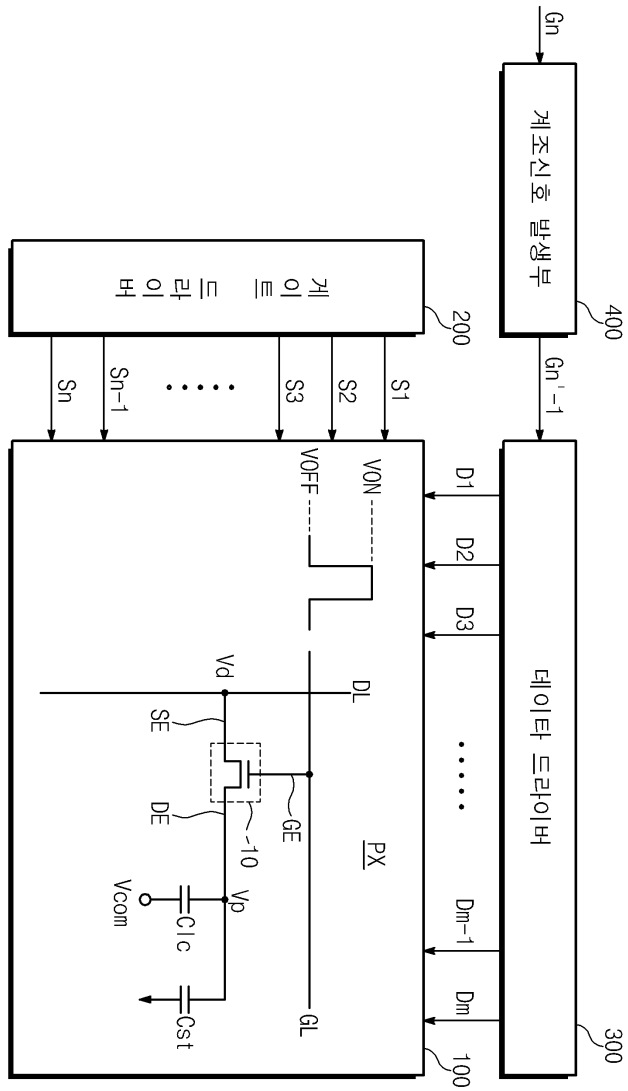 Gn
계조신호 발생부
400
Gn'-1
데이타 드라이버
300
D1
D2
D3
Dm-1
Dm
게이트 드라이버
200
S1
S2
S3
Sn-1
Sn
100
VON
VOFF
DL
Vd
SE
GE
10
DE
PX
Vp
Clc
Vcom
Cst
GL